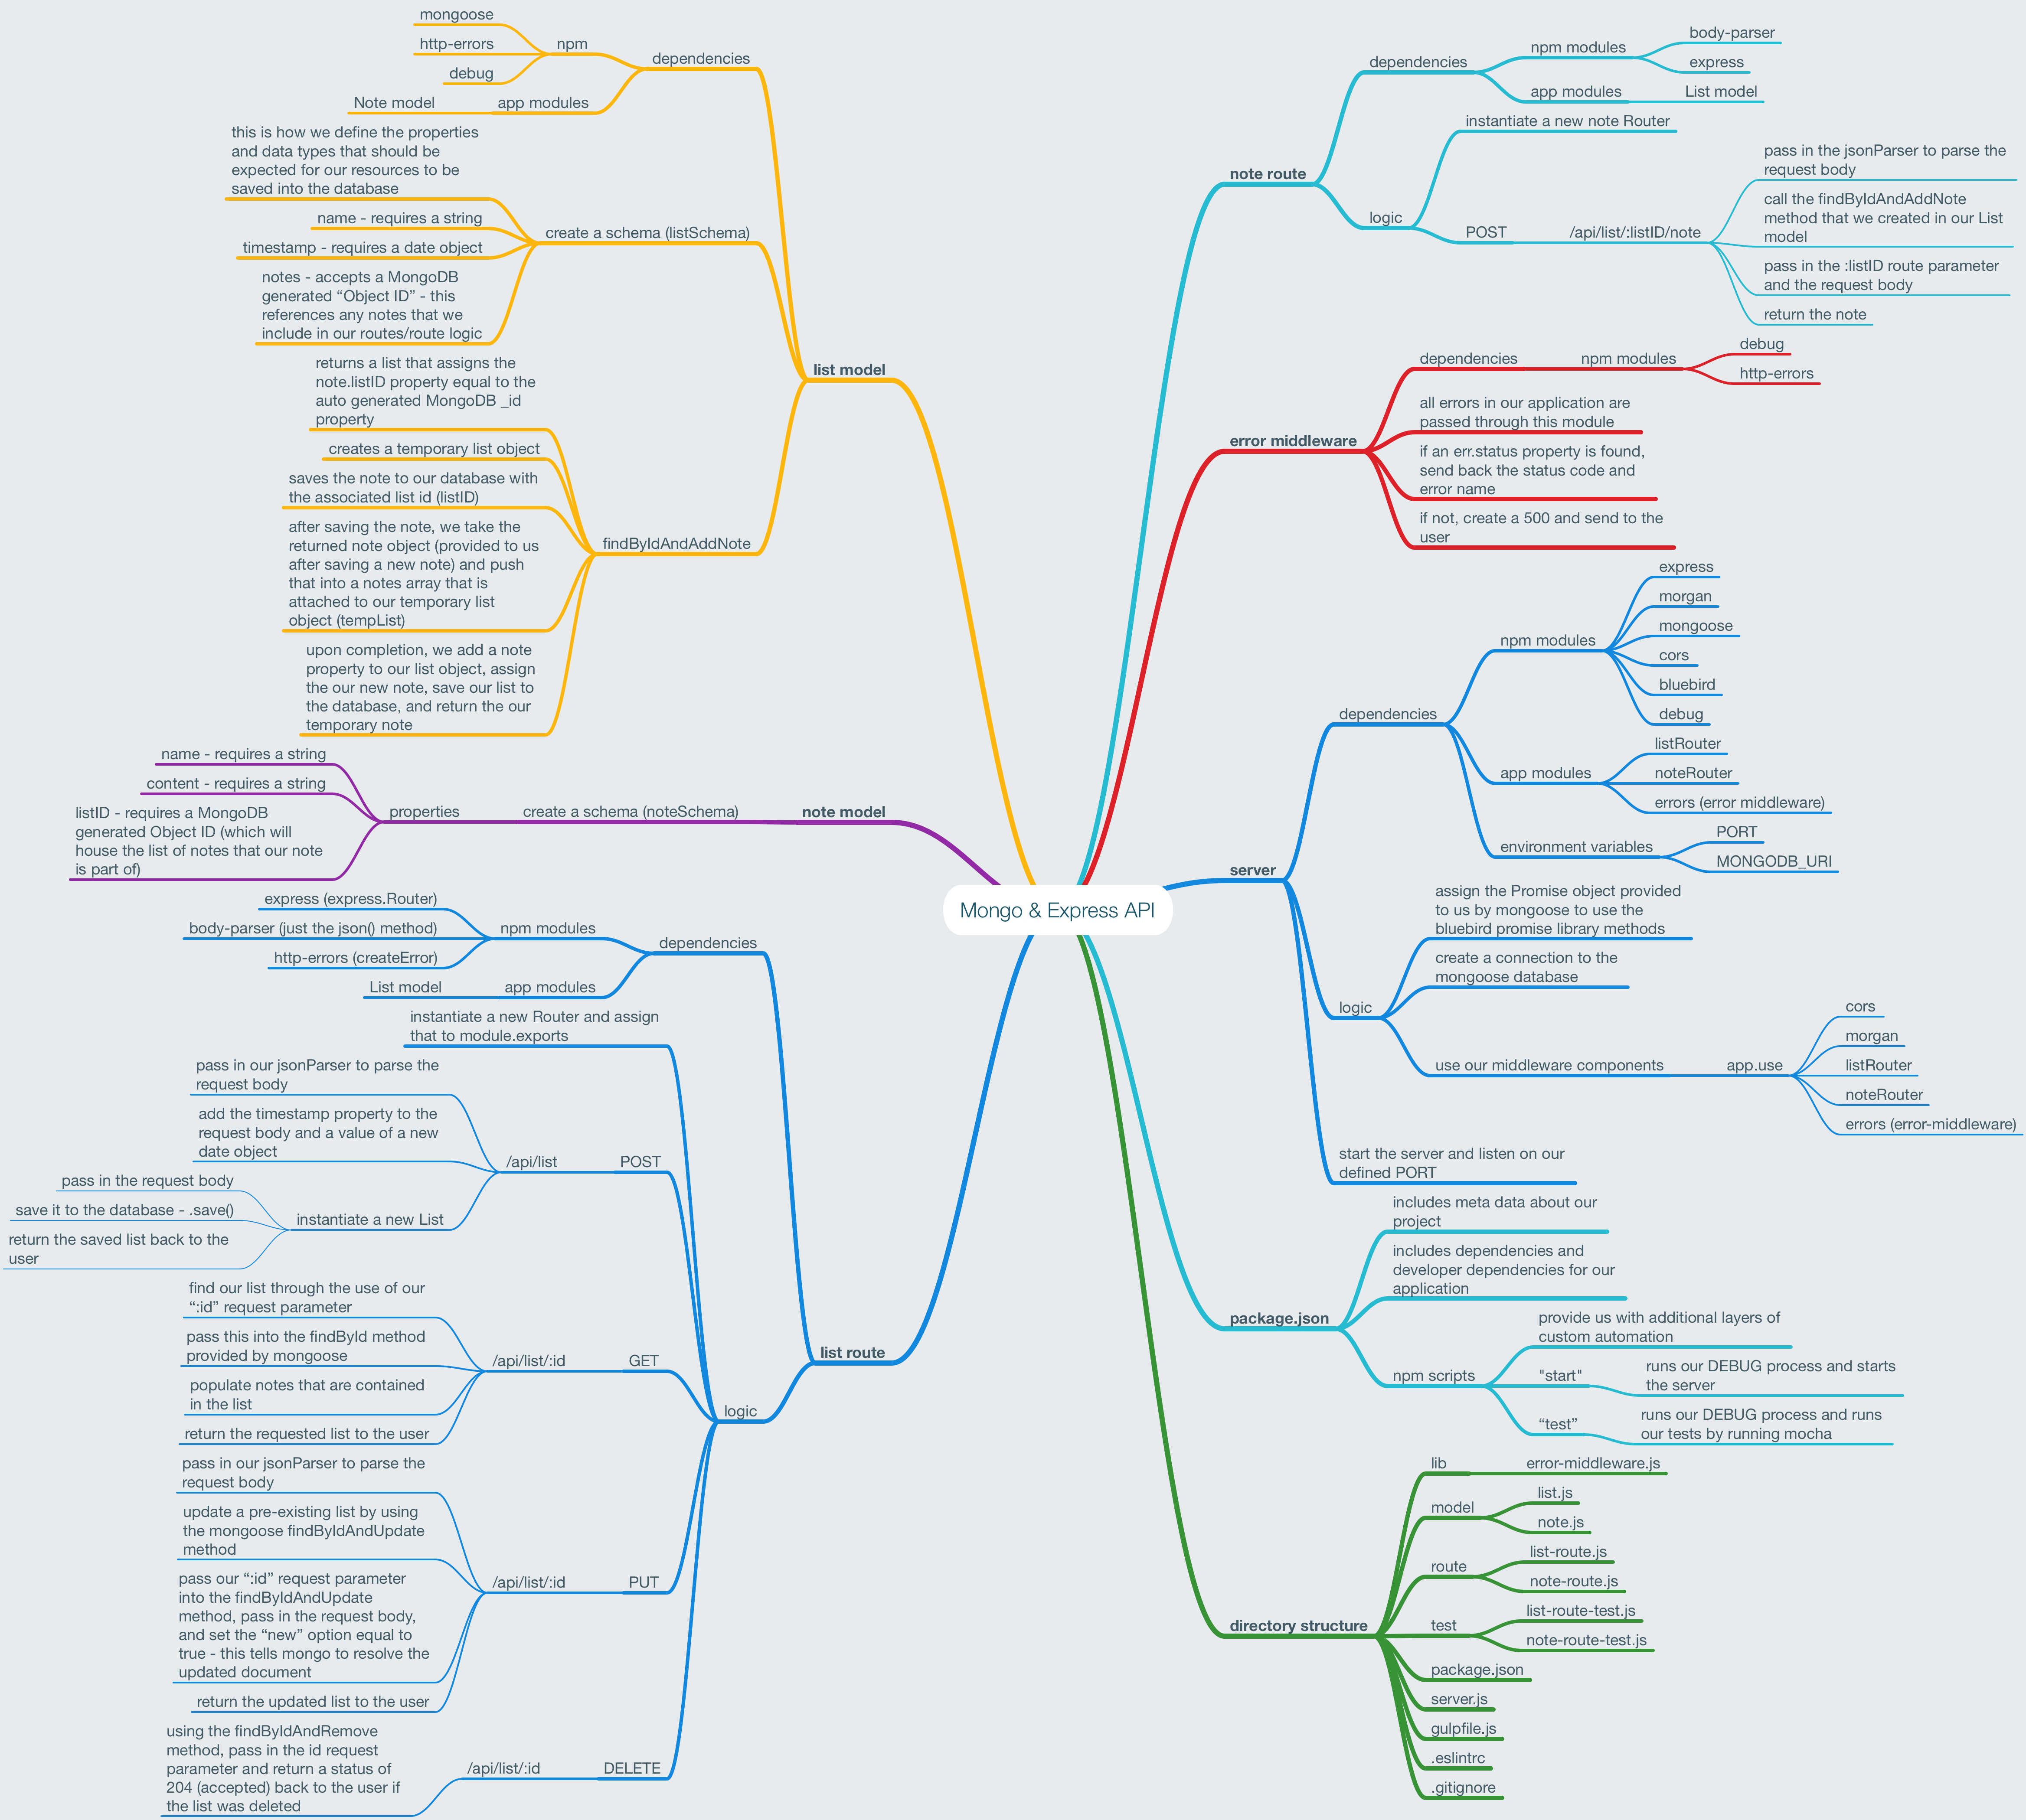 Mongo & Express API
list model
dependencies
npm
mongoose
http-errors
debug
app modules
Note model
create a schema (listSchema)
this is how we define the properties
and data types that should be
expected for our resources to be
saved into the database
name - requires a string
timestamp - requires a date object
notes - accepts a MongoDB
generated “Object ID” - this
references any notes that we
include in our routes/route logic
findByIdAndAddNote
returns a list that assigns the
note.listID property equal to the
auto generated MongoDB _id
property
creates a temporary list object
saves the note to our database with
the associated list id (listID)
after saving the note, we take the
returned note object (provided to us
after saving a new note) and push
that into a notes array that is
attached to our temporary list
object (tempList)
upon completion, we add a note
property to our list object, assign
the our new note, save our list to
the database, and return the our
temporary note
note model
create a schema (noteSchema)
properties
name - requires a string
content - requires a string
listID - requires a MongoDB
generated Object ID (which will
house the list of notes that our note
is part of)
list route
dependencies
npm modules
express (express.Router)
body-parser (just the json() method)
http-errors (createError)
app modules
List model
logic
instantiate a new Router and assign
that to module.exports
POST
/api/list
pass in our jsonParser to parse the
request body
add the timestamp property to the
request body and a value of a new
date object
instantiate a new List
pass in the request body
save it to the database - .save()
return the saved list back to the
user
GET
/api/list/:id
find our list through the use of our
“:id” request parameter
pass this into the findById method
provided by mongoose
populate notes that are contained
in the list
return the requested list to the user
PUT
/api/list/:id
pass in our jsonParser to parse the
request body
update a pre-existing list by using
the mongoose findByIdAndUpdate
method
pass our “:id” request parameter
into the findByIdAndUpdate
method, pass in the request body,
and set the “new” option equal to
true - this tells mongo to resolve the
updated document
return the updated list to the user
DELETE
/api/list/:id
using the findByIdAndRemove
method, pass in the id request
parameter and return a status of
204 (accepted) back to the user if
the list was deleted
note route
dependencies
npm modules
body-parser
express
app modules
List model
logic
instantiate a new note Router
POST
/api/list/:listID/note
pass in the jsonParser to parse the
request body
call the findByIdAndAddNote
method that we created in our List
model
pass in the :listID route parameter
and the request body
return the note
error middleware
dependencies
npm modules
debug
http-errors
all errors in our application are
passed through this module
if an err.status property is found,
send back the status code and
error name
if not, create a 500 and send to the
user
server
dependencies
npm modules
express
morgan
mongoose
cors
bluebird
debug
app modules
listRouter
noteRouter
errors (error middleware)
environment variables
PORT
MONGODB_URI
logic
assign the Promise object provided
to us by mongoose to use the
bluebird promise library methods
create a connection to the
mongoose database
use our middleware components
app.use
cors
morgan
listRouter
noteRouter
errors (error-middleware)
start the server and listen on our
defined PORT
package.json
includes meta data about our
project
includes dependencies and
developer dependencies for our
application
npm scripts
provide us with additional layers of
custom automation
"start"
runs our DEBUG process and starts
the server
“test”
runs our DEBUG process and runs
our tests by running mocha
directory structure
lib
error-middleware.js
model
list.js
note.js
route
list-route.js
note-route.js
test
list-route-test.js
note-route-test.js
package.json
server.js
gulpfile.js
.eslintrc
.gitignore